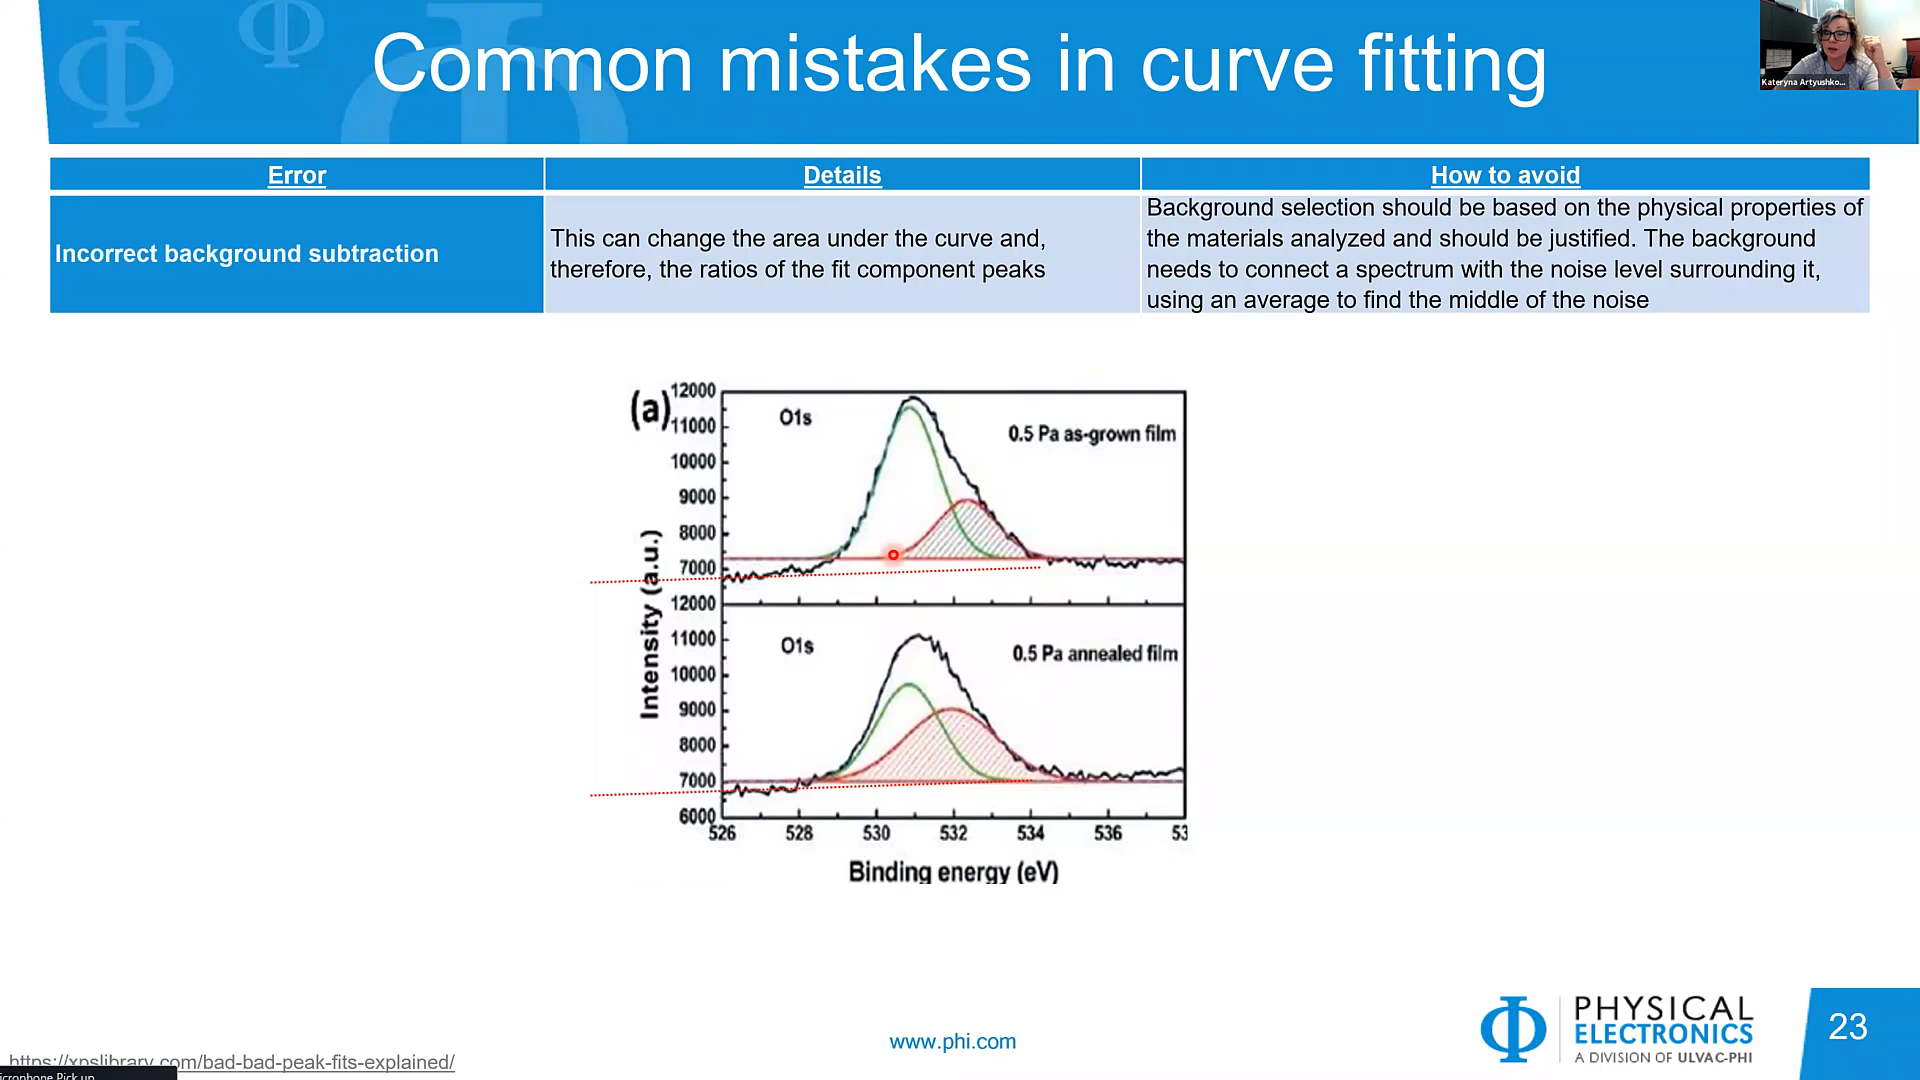 Common mistakes in curve fitting
Kateryna Artyushko...
Error
Details
How to avoid
Incorrect background subtraction
This can change the area under the curve and,
therefore, the ratios of the fit component peaks
Background selection should be based on the physical properties of
the materials analyzed and should be justified. The background
needs to connect a spectrum with the noise level surrounding it,
using an average to find the middle of the noise
(a)
12000
11000
10000
9000
8000
7000
O1s
0.5 Pa as-grown film
12000
11000
10000
9000
8000
7000
6000
O1s
0.5 Pa annealed film
Intensity (a.u.)
526 528 530 532 534 536 53
Binding energy (eV)
PHYSICAL
ELECTRONICS
A DIVISION OF ULVAC-PHI
23
www.phi.com
https://xpslibrary.com/bad-bad-peak-fits-explained/
icrophone Pick up